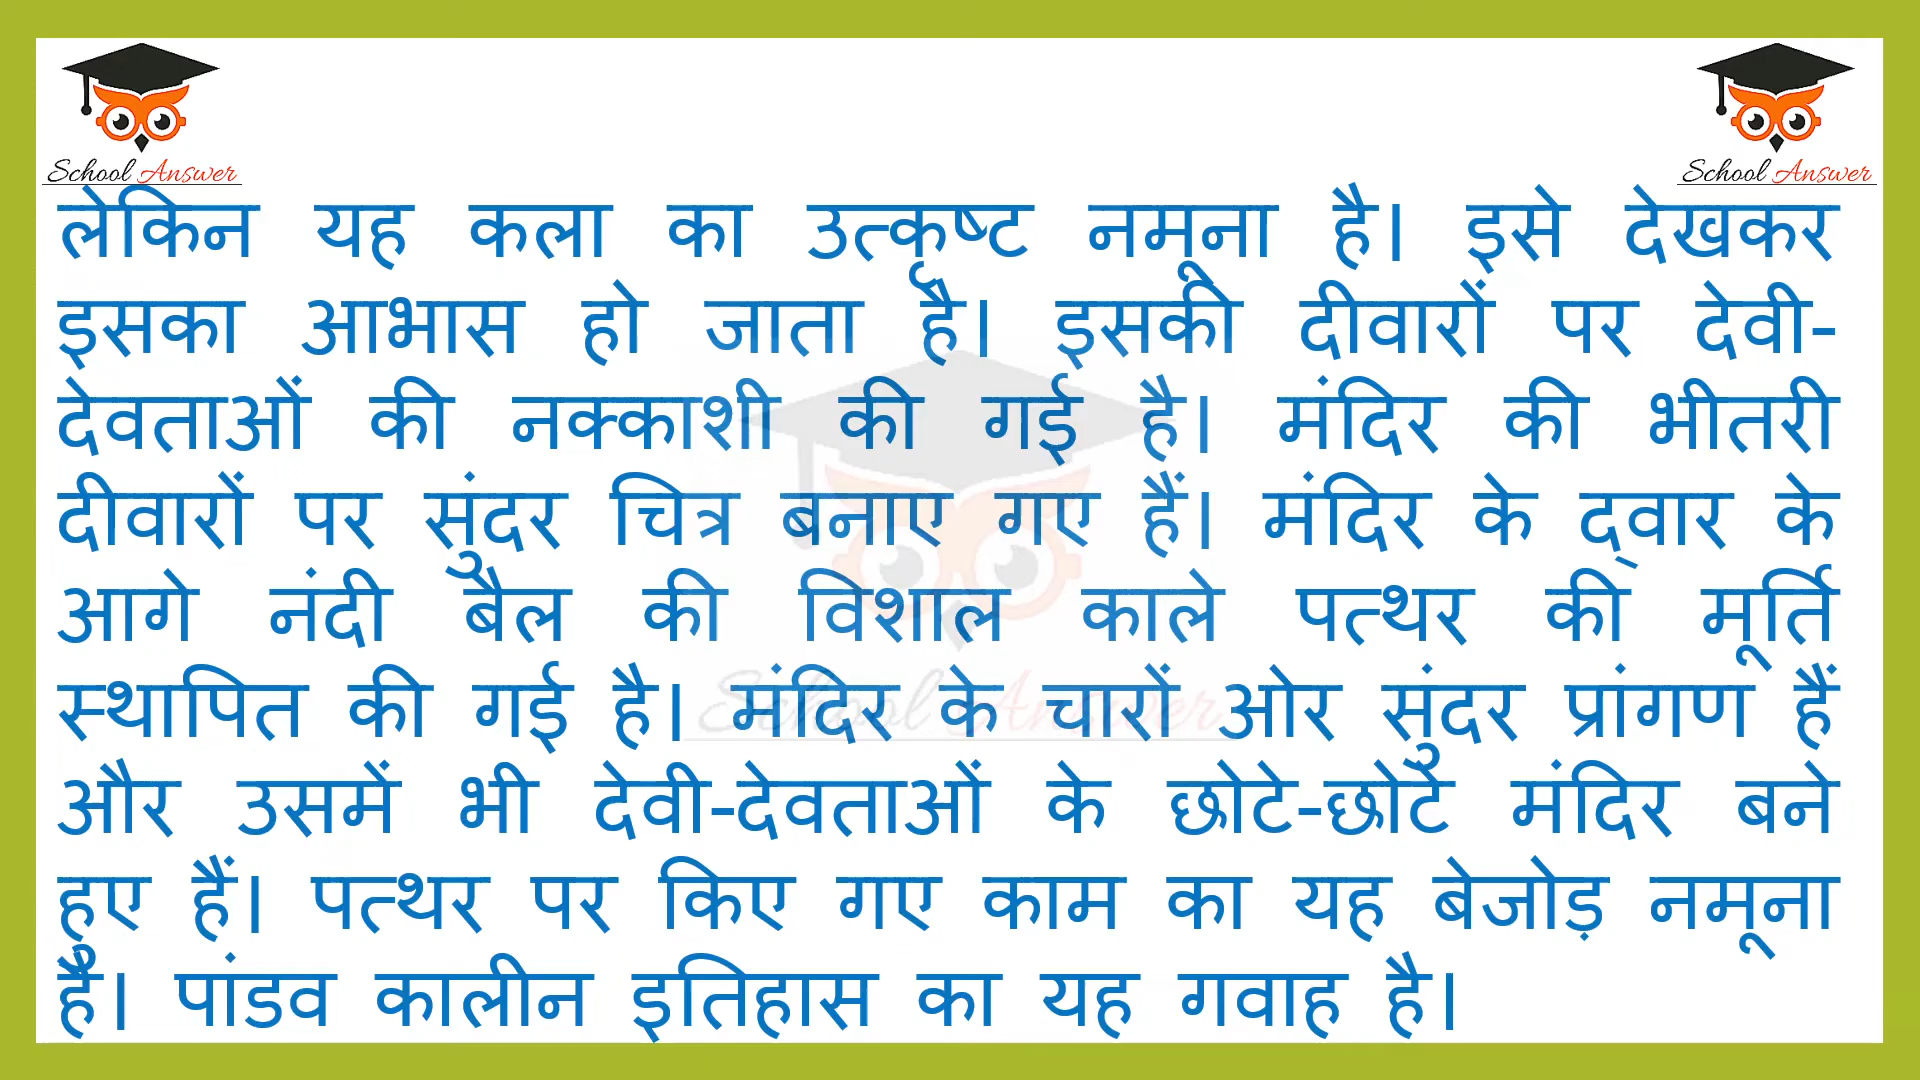 School Answer School Answer
लेकिन यह कला का उत्कृष्ट नमूना है। इसे देखकर
इसका आभास हो जाता है। इसकी दीवारों पर देवी-
देवताओं की नक्काशी की गई है। मंदिर की भीतरी
दीवारों पर सुंदर चित्र बनाए गए हैं। मंदिर के द्वार के
आगे नंदी बैल की विशाल काले पत्थर की मूर्ति
स्थापित की गई है। मंदिर के चारों ओर सुंदर प्रांगण हैं
School Answer
और उसमें भी देवी-देवताओं के छोटे-छोटे मंदिर बने
हुए हैं। पत्थर पर किए गए काम का यह बेजोड़ नमूना
है। पांडव कालीन इतिहास का यह गवाह है।